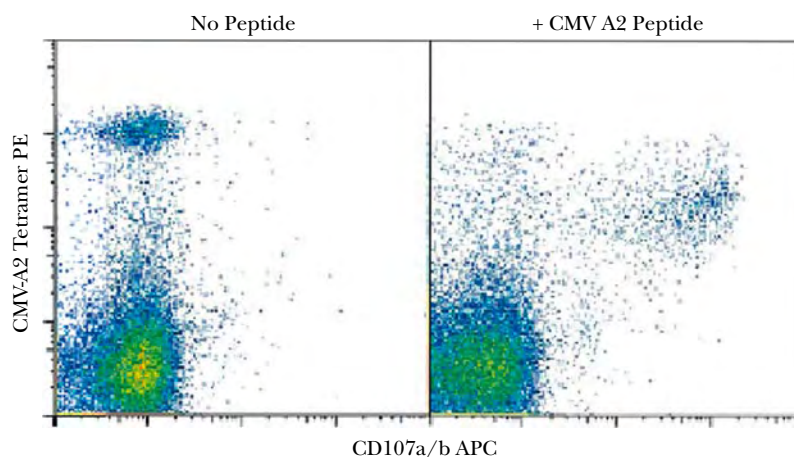 No Peptide
+ CMV A2 Peptide
CMV-A2 Tetramer PE
CD107a/b APC